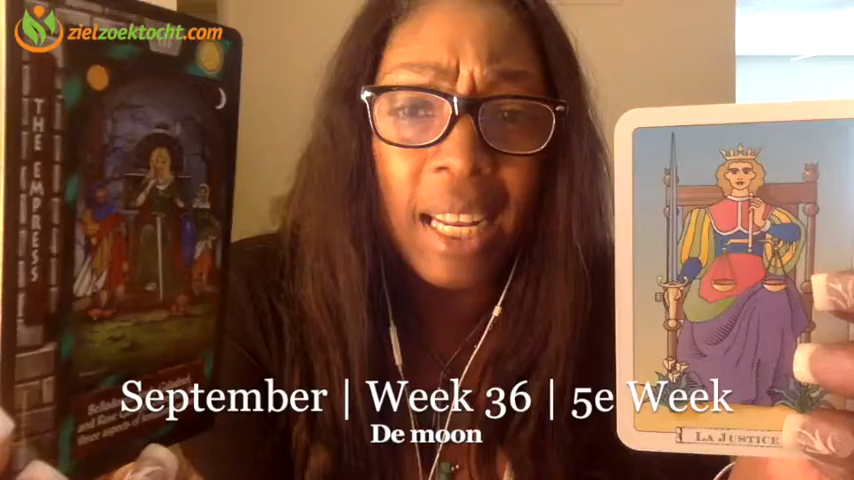 zielzoektocht.com
THE EMPRESS
LA JUSTICE
September | Week 36 | 5e Week
De moon